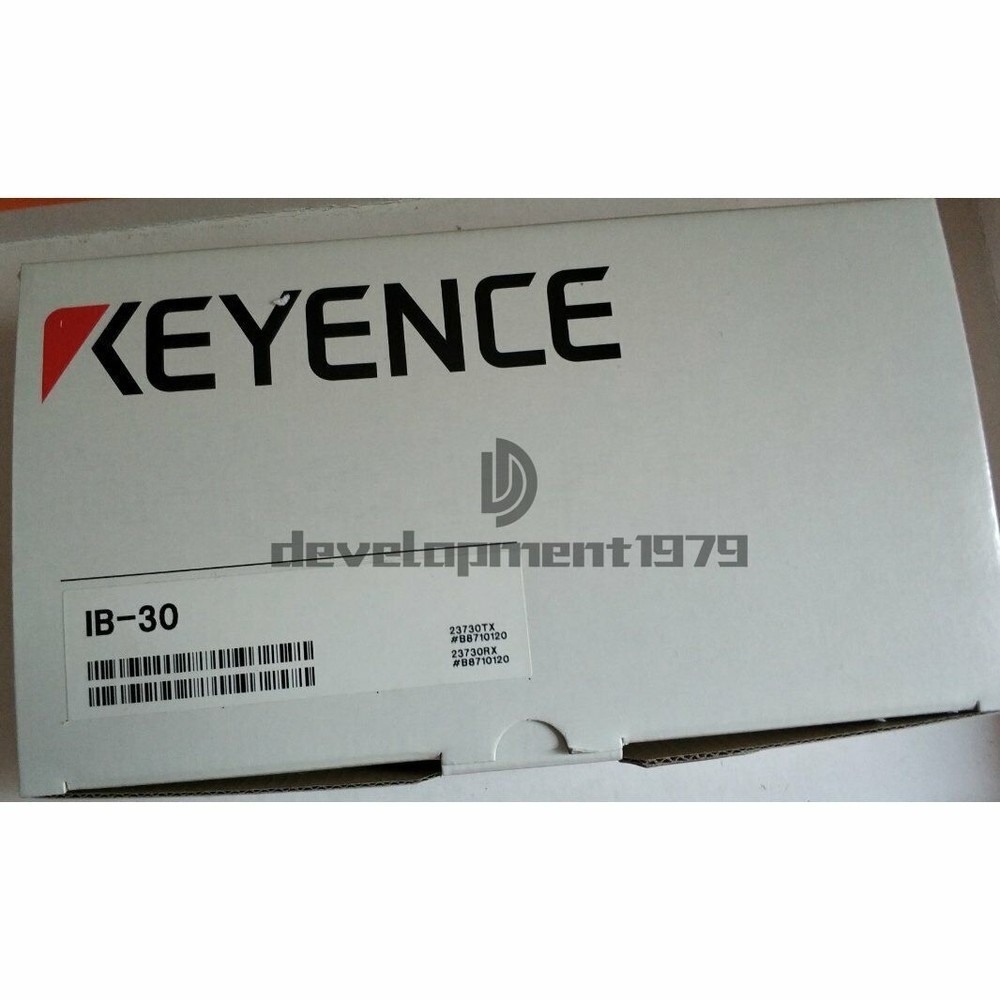 KEYENCE
development1979
IB-30
23730TX
#B8710120
23730RX
#B8710120